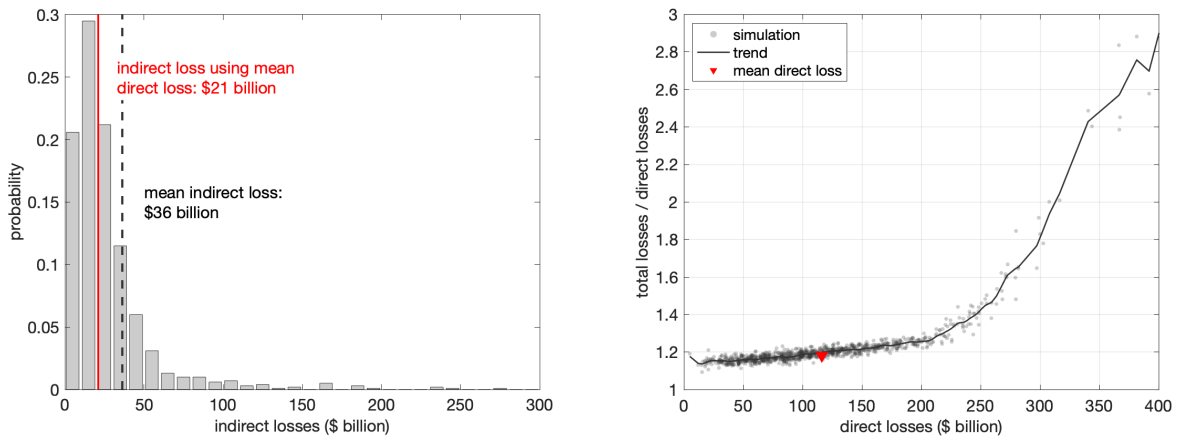 0.3
0.25
0.2
0.15
0.1
0.05
0
probability
indirect loss using mean
direct loss: $21 billion
mean indirect loss:
$36 billion
0 50 100 150 200 250 300
indirect losses ($ billion)
3
2.8
2.6
2.4
2.2
2
1.8
1.6
1.4
1.2
1
total losses / direct losses
simulation
trend
mean direct loss
0 50 100 150 200 250 300 350 400
direct losses ($ billion)